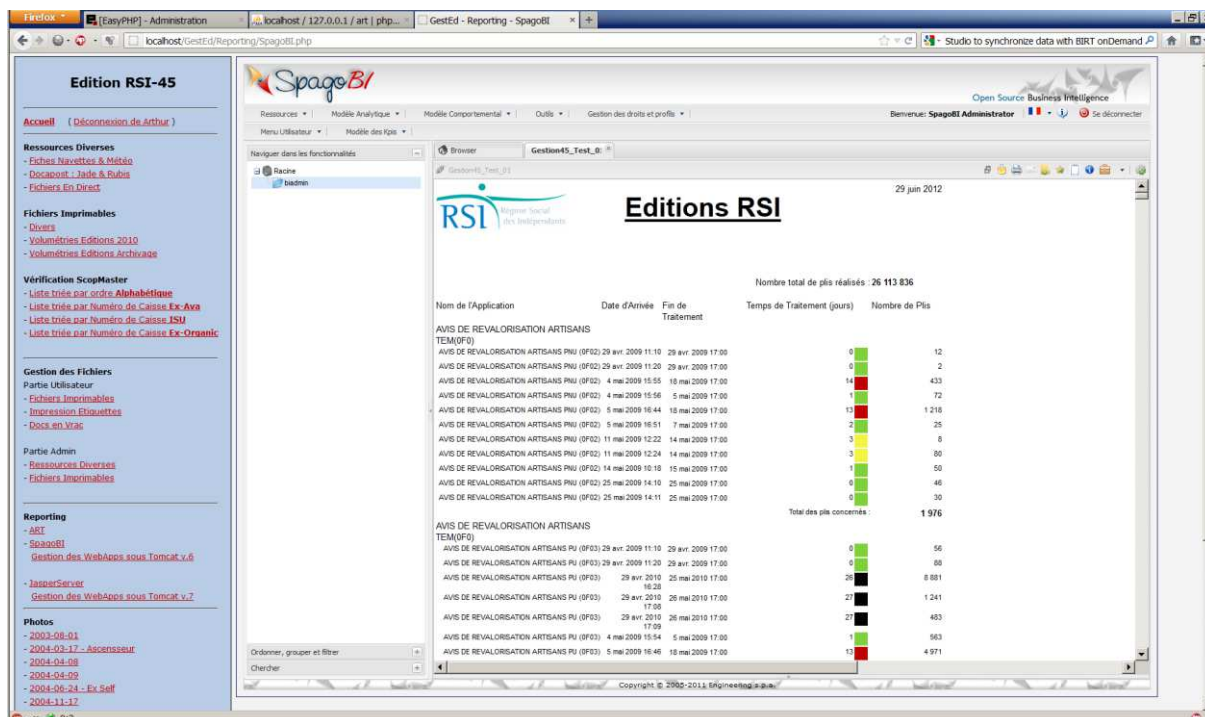 Firefox
[EasyPHP] - Administration
localhost / 127.0.0.1 / art | php...
GestEd - Reporting - SpagoBI
localhost/GestEd/Reporting/SpagoBI.php
- Studio to synchronize data with BIRT onDemand
Edition RSI-45
Accueil ( Déconnexion de Arthur )
Ressources Diverses
- Fiches Navettes & Météo
- Docapost : Jade & Rubis
- Fichiers En Direct
Fichiers Imprimables
- Divers
- Volumétries Editions 2010
- Volumétries Editions Archivage
Vérification ScopMaster
- Liste triée par ordre Alphabétique
- Liste triée par Numéro de Caisse Ex-Ava
- Liste triée par Numéro de Caisse ISU
- Liste triée par Numéro de Caisse Ex-Organic
Gestion des Fichiers
Partie Utilisateur
- Fichiers Imprimables
- Impression Etiquettes
- Docs en Vrac
Partie Admin
- Ressources Diverses
- Fichiers Imprimables
Reporting
- ART
- SpagoBI
Gestion des WebApps sous Tomcat v.6
- JasperServer
Gestion des WebApps sous Tomcat v.7
Photos
- 2003-08-01
- 2004-03-17 - Ascensseur
- 2004-04-08
- 2004-04-09
- 2004-06-24 - Ex Self
- 2004-11-17
SpagoBI
Open Source Business Intelligence
Ressources Modèle Analytique Modèle Comportemental Outils Gestion des droits et profils Bienvenue: SpagoBI Administrator Se déconnecter
Menu Utilisateur Modèle des Kpis
Naviguer dans les fonctionnalités
Racine
biadmin
Ordonner, grouper et filtrer
Chercher
Browser Gestion45_Test_0:
Gestion45_Test_01
29 juin 2012
RSI Régime Social des Indépendants
Editions RSI
Nombre total de plis réalisés : 26 113 836
Nom de l'Application Date d'Arrivée Fin de Traitement Temps de Traitement (jours) Nombre de Plis
AVIS DE REVALORISATION ARTISANS
TEM(0F0)
AVIS DE REVALORISATION ARTISANS PNU (0F02) 29 avr. 2009 11:10 29 avr. 2009 17:00 0 12
AVIS DE REVALORISATION ARTISANS PNU (0F02) 29 avr. 2009 11:20 29 avr. 2009 17:00 0 2
AVIS DE REVALORISATION ARTISANS PNU (0F02) 4 mai 2009 15:55 18 mai 2009 17:00 14 433
AVIS DE REVALORISATION ARTISANS PNU (0F02) 4 mai 2009 15:56 5 mai 2009 17:00 1 72
AVIS DE REVALORISATION ARTISANS PNU (0F02) 5 mai 2009 16:44 18 mai 2009 17:00 13 1 218
AVIS DE REVALORISATION ARTISANS PNU (0F02) 5 mai 2009 16:51 7 mai 2009 17:00 2 25
AVIS DE REVALORISATION ARTISANS PNU (0F02) 11 mai 2009 12:22 14 mai 2009 17:00 3 8
AVIS DE REVALORISATION ARTISANS PNU (0F02) 11 mai 2009 12:24 14 mai 2009 17:00 3 80
AVIS DE REVALORISATION ARTISANS PNU (0F02) 14 mai 2009 10:18 15 mai 2009 17:00 1 50
AVIS DE REVALORISATION ARTISANS PNU (0F02) 25 mai 2009 14:10 25 mai 2009 17:00 0 46
AVIS DE REVALORISATION ARTISANS PNU (0F02) 25 mai 2009 14:11 25 mai 2009 17:00 0 30
Total des plis concernés : 1 976
AVIS DE REVALORISATION ARTISANS
TEM(0F0)
AVIS DE REVALORISATION ARTISANS PU (0F03) 29 avr. 2009 11:10 29 avr. 2009 17:00 0 56
AVIS DE REVALORISATION ARTISANS PU (0F03) 29 avr. 2009 11:20 29 avr. 2009 17:00 0 88
AVIS DE REVALORISATION ARTISANS PU (0F03) 29 avr. 2010 16:28 25 mai 2010 17:00 26 8 881
AVIS DE REVALORISATION ARTISANS PU (0F03) 29 avr. 2010 17:08 26 mai 2010 17:00 27 1 241
AVIS DE REVALORISATION ARTISANS PU (0F03) 29 avr. 2010 17:09 26 mai 2010 17:00 27 483
AVIS DE REVALORISATION ARTISANS PU (0F03) 4 mai 2009 15:54 5 mai 2009 17:00 1 563
AVIS DE REVALORISATION ARTISANS PU (0F03) 5 mai 2009 16:46 18 mai 2009 17:00 13 4 971
Copyright © 2005-2011 Engineering s.p.a.